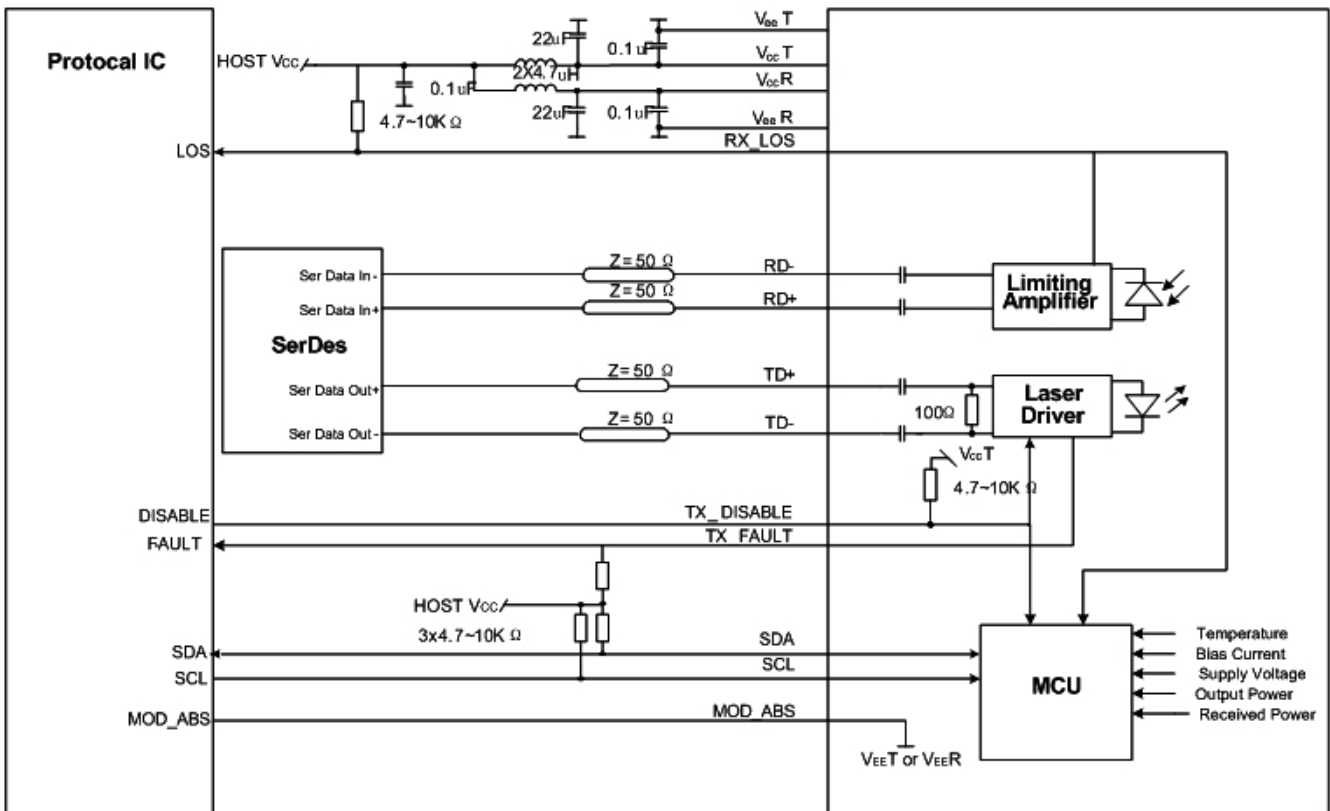 Protocal IC
HOST Vcc
22uF
0.1uF
VeeT
VccT
2X4.7uH
0.1uF
VccR
22uF
0.1uF
VeeR
4.7~10K Ω
LOS
RX_LOS
Ser Data In-
Z=50 Ω
RD-
Ser Data In+
Z=50 Ω
RD+
Limiting
Amplifier
SerDes
Ser Data Out+
Z=50 Ω
TD+
Ser Data Out-
Z=50 Ω
TD-
100Ω
Laser
Driver
VccT
4.7~10K Ω
DISABLE
TX_DISABLE
FAULT
TX_FAULT
HOST Vcc
3x4.7~10K Ω
SDA
SDA
SCL
SCL
MOD_ABS
MOD_ABS
VEET or VEER
MCU
Temperature
Bias Current
Supply Voltage
Output Power
Received Power